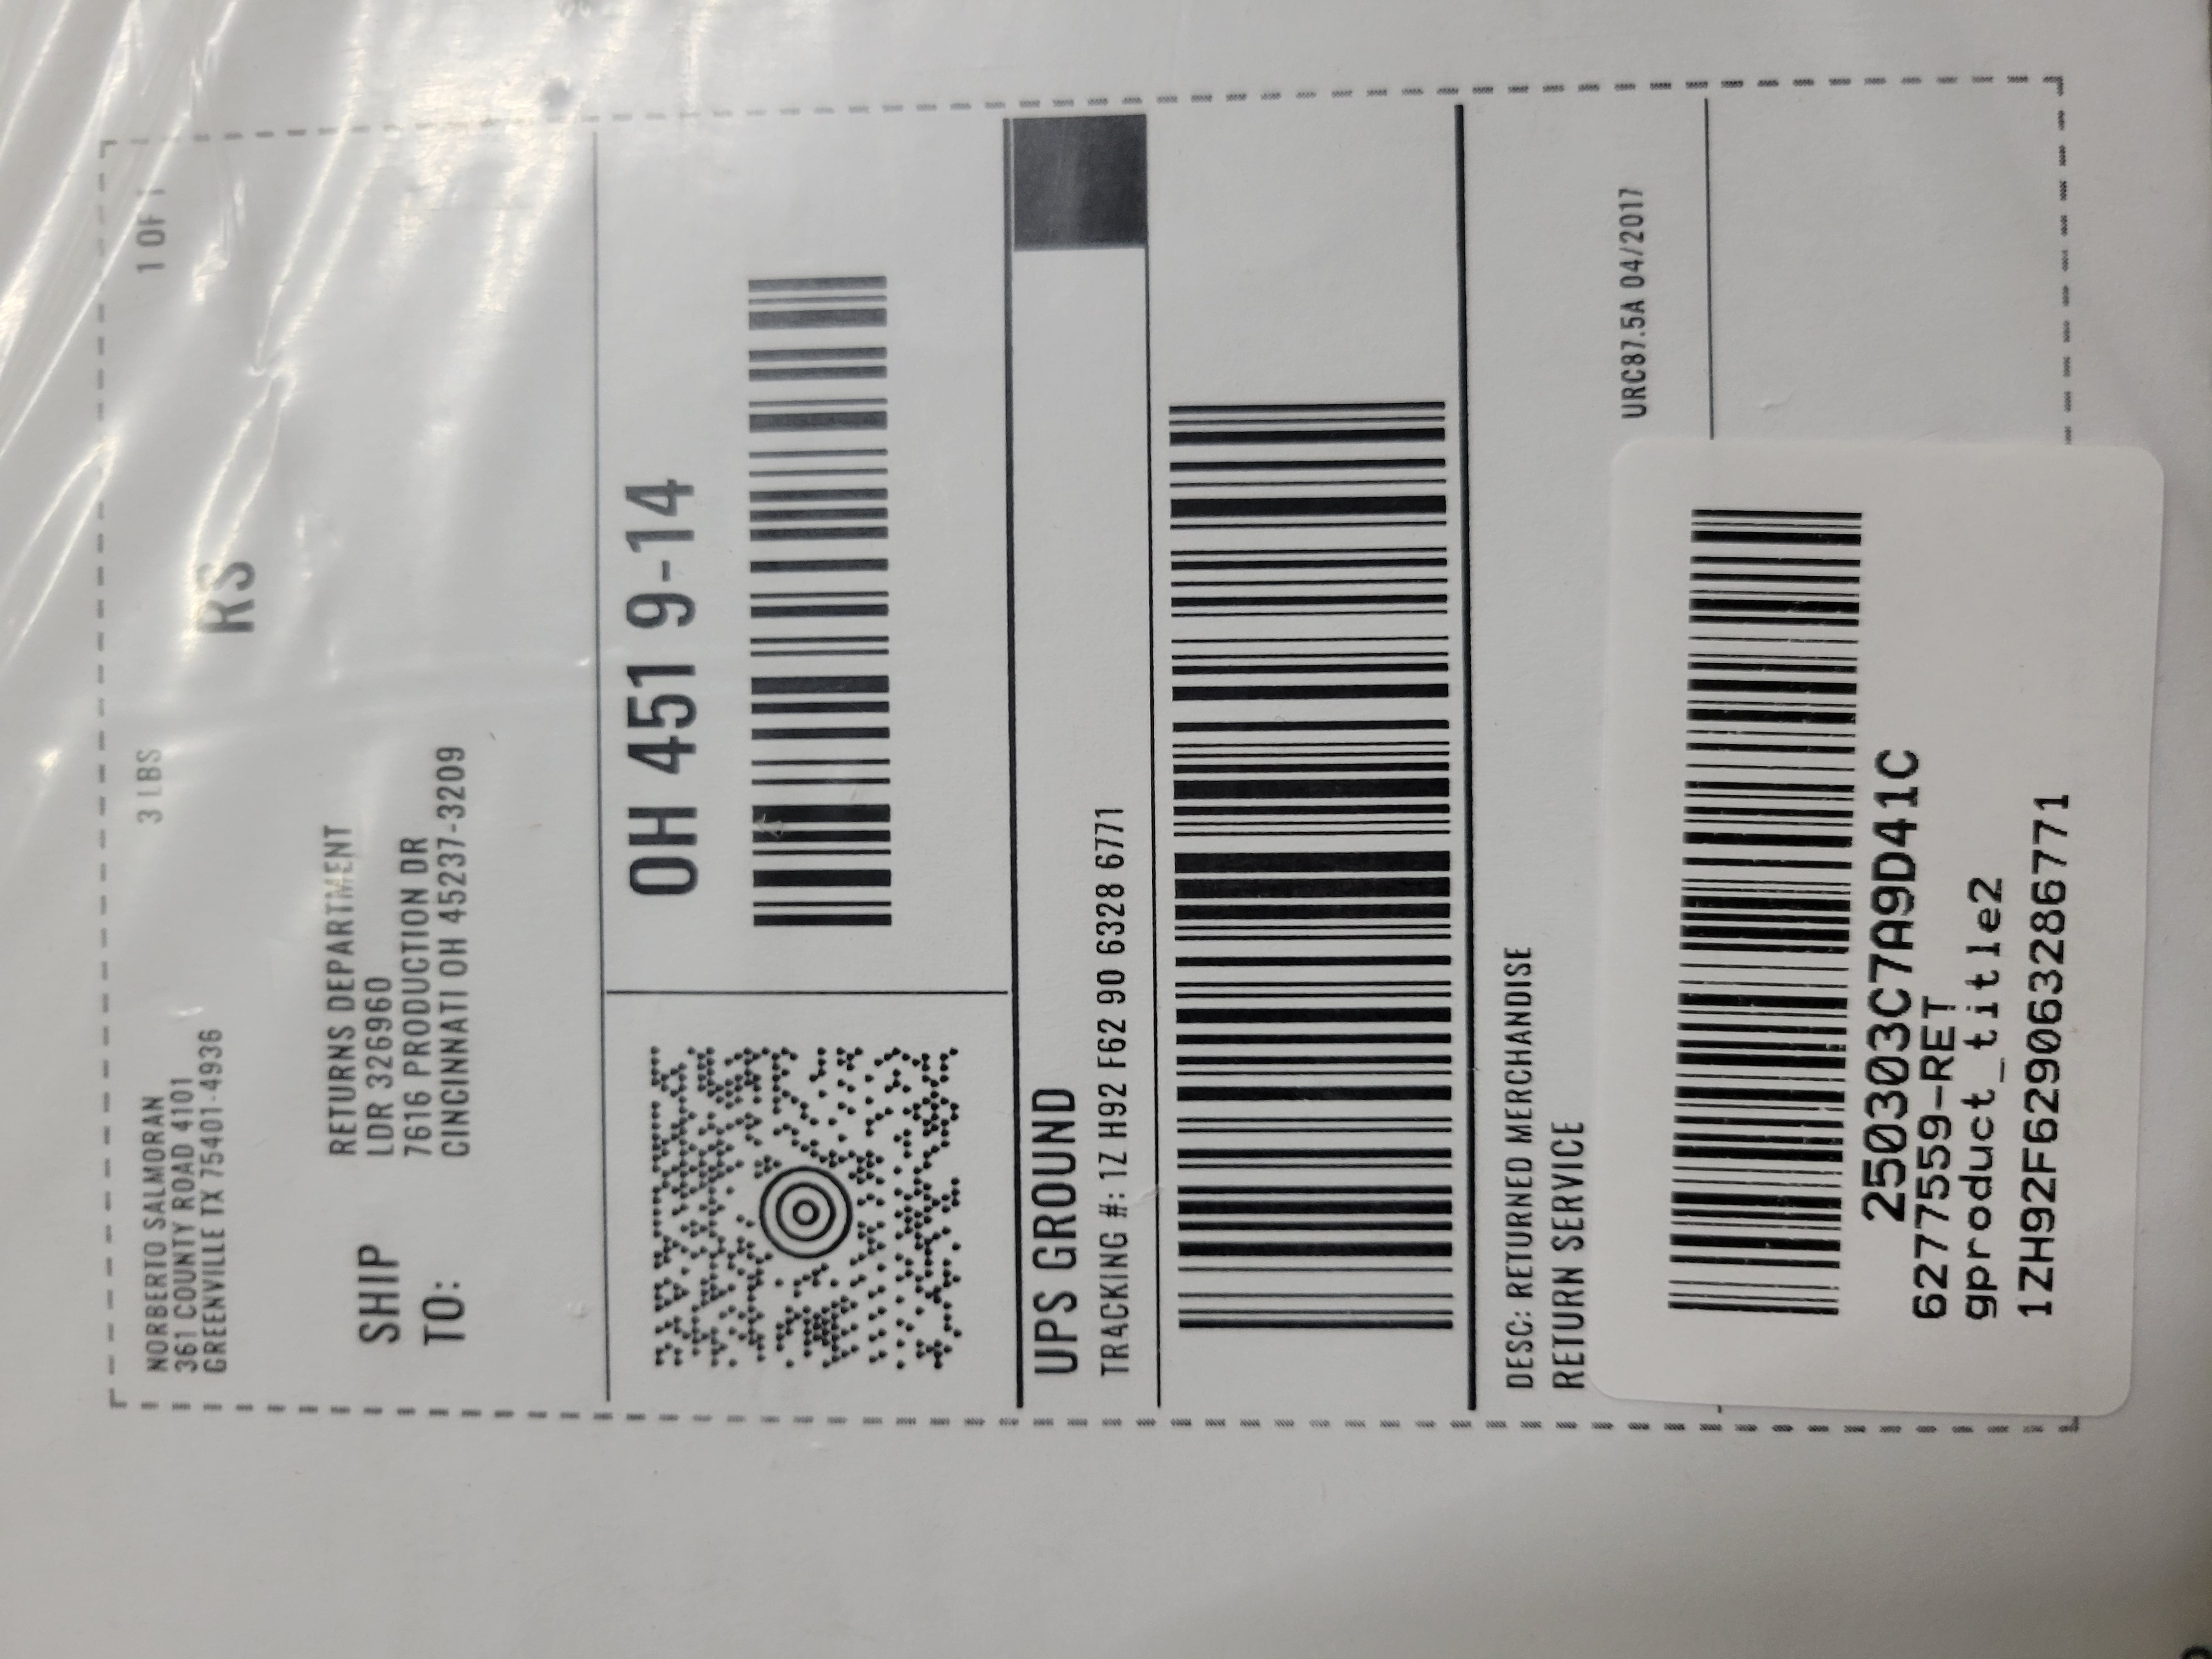 NORBERTO SALMORAN
361 COUNTY ROAD 4101
GREENVILLE TX 75401-4936
3 LBS
1 OF 1
RS
SHIP
TO:
RETURNS DEPARTMENT
LDR 326960
7616 PRODUCTION DR
CINCINNATI OH 45237-3209
OH 451 9-14
UPS GROUND
TRACKING #: 1Z H92 F62 90 6328 6771
DESC: RETURNED MERCHANDISE
RETURN SERVICE
URC87.5A 04/2017
250303C7A9D41C
6277559-RET
gproduct_title2
1ZH92F629063286771